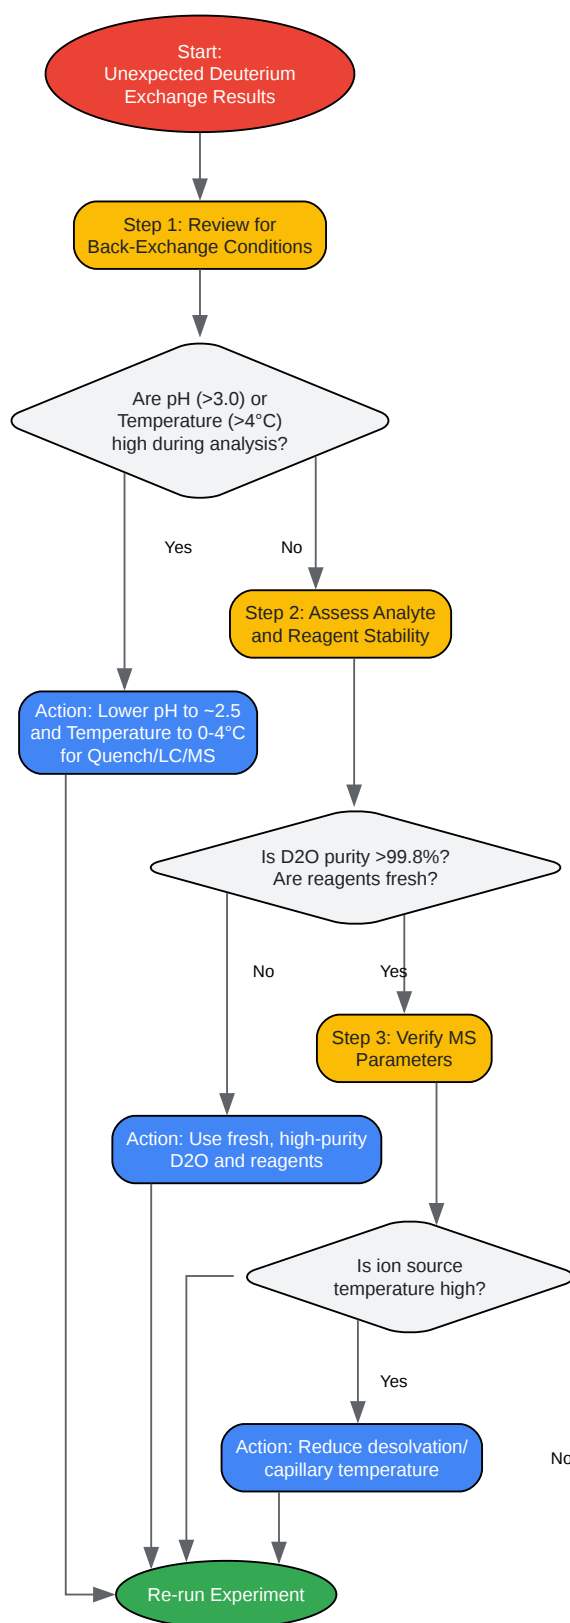 Start:
Unexpected Deuterium
Exchange Results
Step 1: Review for
Back-Exchange Conditions
Are pH (>3.0) or
Temperature (>4°C)
high during analysis?
Yes
No
Step 2: Assess Analyte
and Reagent Stability
Action: Lower pH to ~2.5
and Temperature to 0-4°C
for Quench/LC/MS
Is D2O purity >99.8%?
Are reagents fresh?
No
Yes
Step 3: Verify MS
Parameters
Action: Use fresh, high-purity
D2O and reagents
Is ion source
temperature high?
Yes
Action: Reduce desolvation/
capillary temperature
No
Re-run Experiment